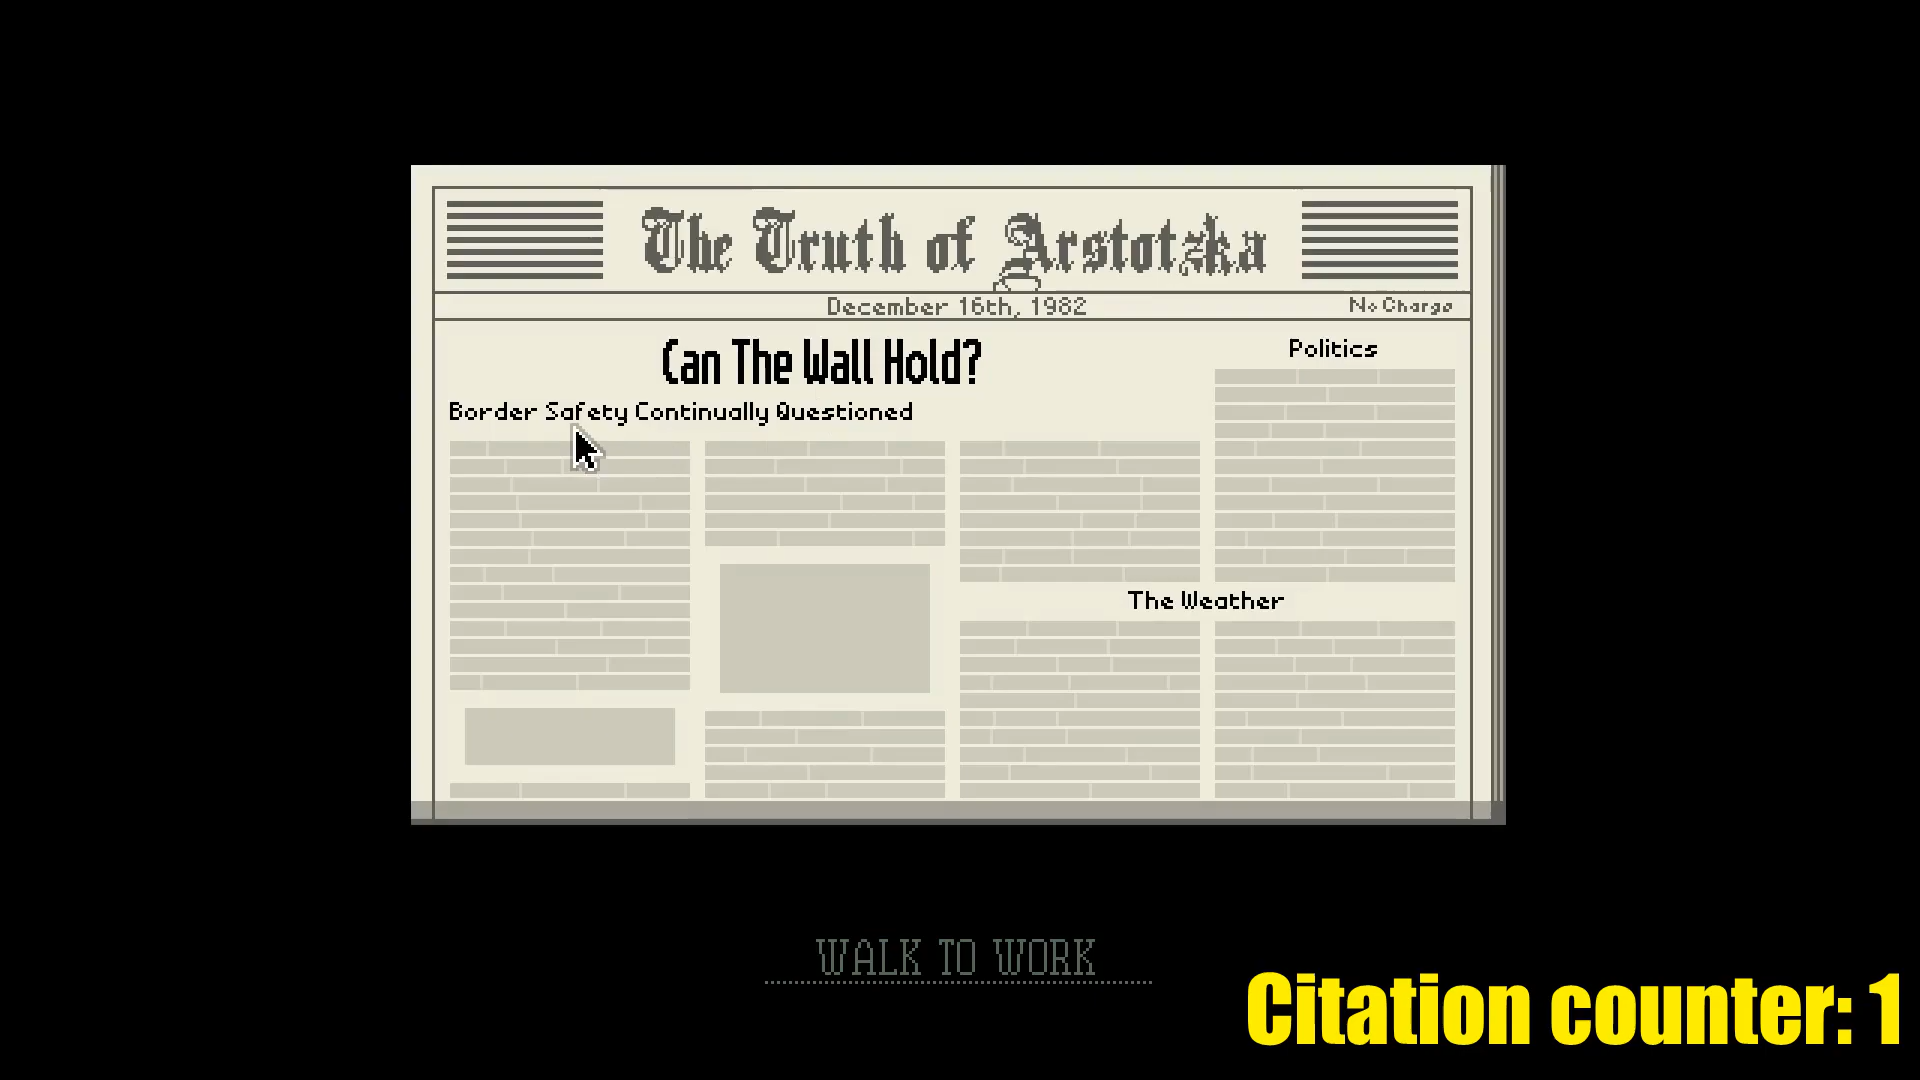 The Truth of Arstotzka
December 16th, 1982
No Charge
Can The Wall Hold?
Border Safety Continually Questioned
Politics
The Weather
WALK TO WORK
Citation counter: 1